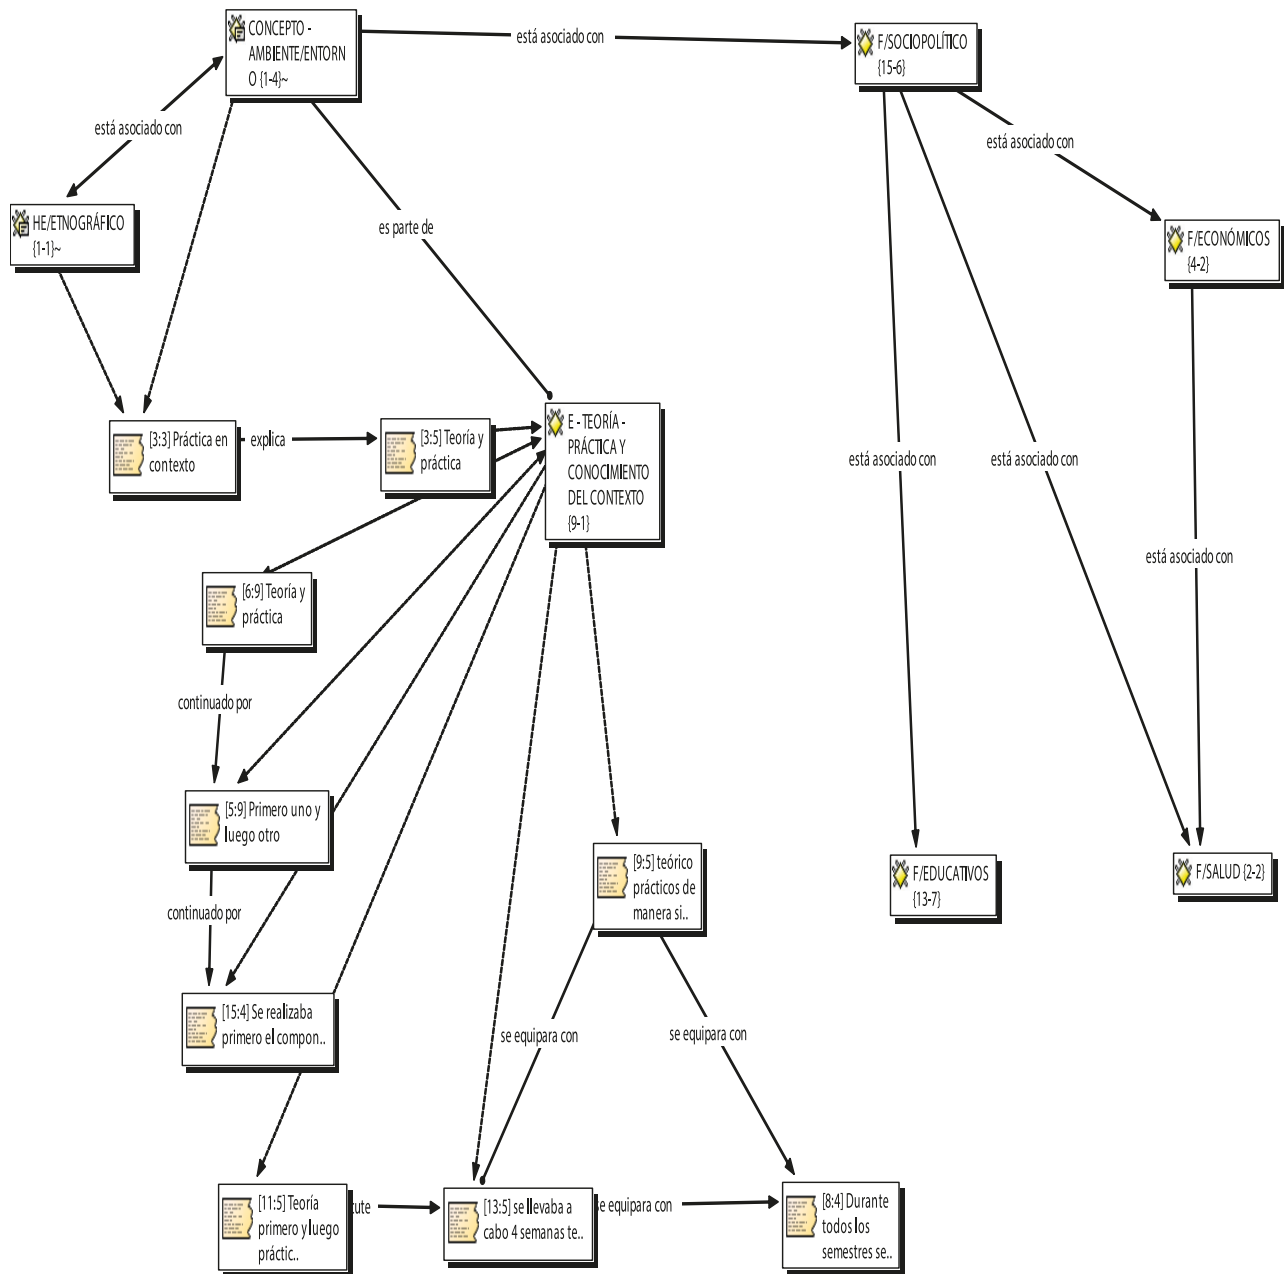 CONCEPTO -
AMBIENTE/ENTORN
O {1-4}~
está asociado con
F/SOCIOPOLÍTICO
{15-6}
está asociado con
está asociado con
HE/ETNOGRÁFICO
{1-1}~
es parte de
F/ECONÓMICOS
{4-2}
[3:3] Práctica en
contexto
explica
[3:5] Teoría y
práctica
E - TEORÍA -
PRÁCTICA Y
CONOCIMIENTO
DEL CONTEXTO
{9-1}
está asociado con
está asociado con
está asociado con
[6:9] Teoría y
práctica
continuado por
[5:9] Primero uno y
luego otro
continuado por
[9:5] teórico
prácticos de
manera si..
F/EDUCATIVOS
{13-7}
F/SALUD {2-2}
[15:4] Se realizaba
primero el compon..
se equipara con
se equipara con
[11:5] Teoría
primero y luego
práctic..
cute
[13:5] se llevaba a
cabo 4 semanas te..
se equipara con
[8:4] Durante
todos los
semestres se..